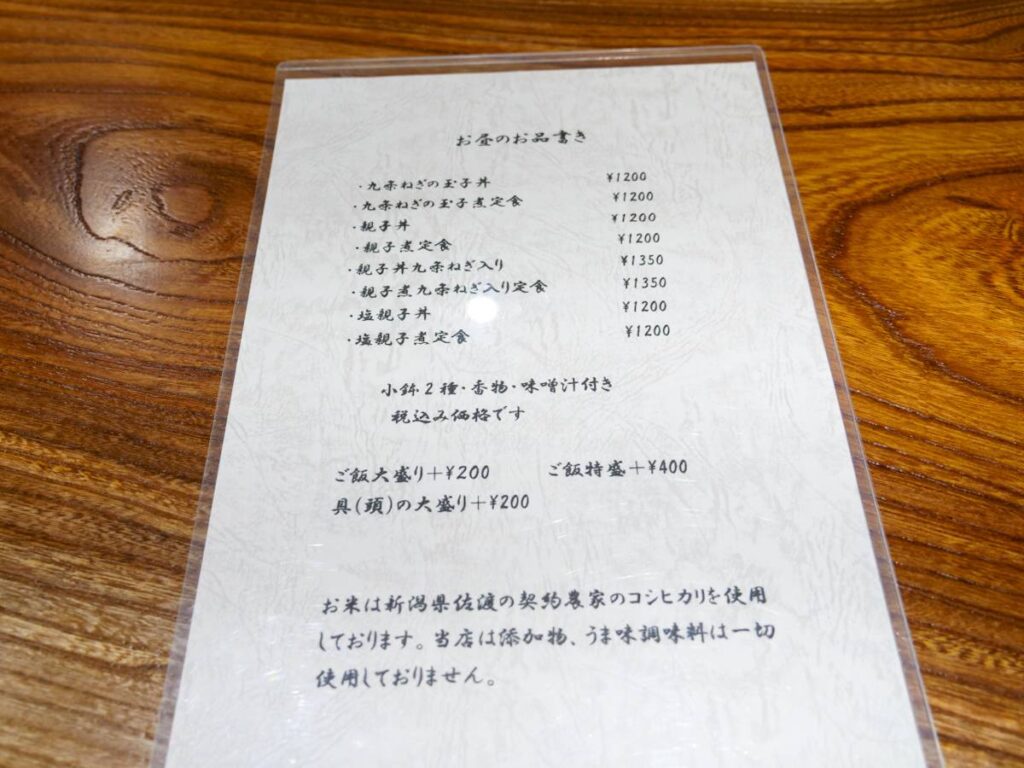 お昼のお品書き
・九条ねぎの玉子丼 ¥1200
・九条ねぎの玉子煮定食 ¥1200
・親子丼 ¥1200
・親子煮定食 ¥1200
・親子丼九条ねぎ入り ¥1350
・親子煮九条ねぎ入り定食 ¥1350
・塩親子丼 ¥1200
・塩親子煮定食 ¥1200
小鉢2種・香物・味噌汁付き
税込み価格です
ご飯大盛り+¥200 ご飯特盛+¥400
具(頭)の大盛り+¥200
お米は新潟県佐渡の契約農家のコシヒカリを使用
しております。当店は添加物、うま味調味料は一切
使用しておりません。